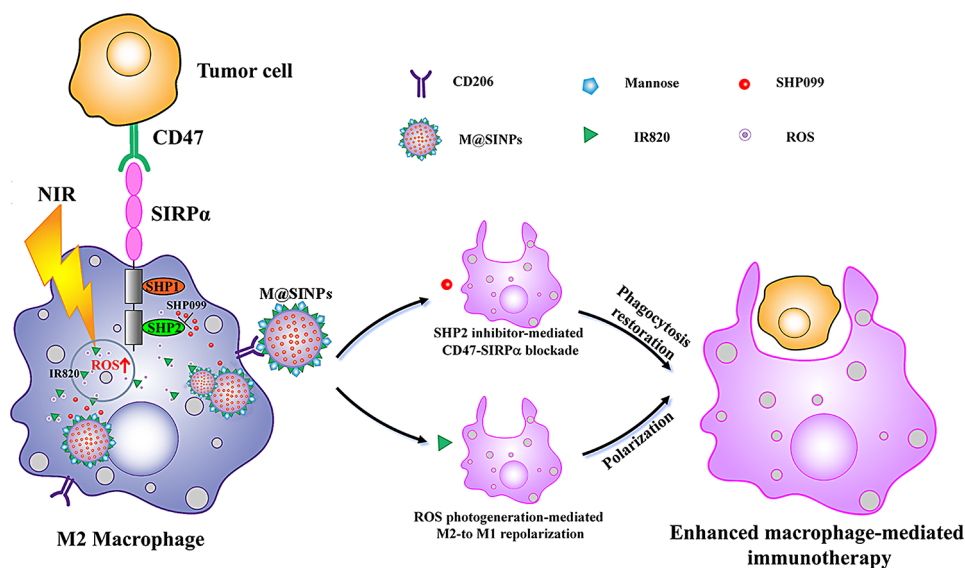 Tumor cell
CD47
NIR
SIRPα
SHP1
SHP099
SHP2
M@SINPs
IR820
ROS
M2 Macrophage
CD206
Mannose
SHP099
M@SINPs
IR820
ROS
SHP2 inhibitor-mediated
CD47-SIRPα blockade
Phagocytosis
restoration
ROS photogeneration-mediated
M2-to M1 repolarization
Polarization
Enhanced macrophage-mediated
immunotherapy